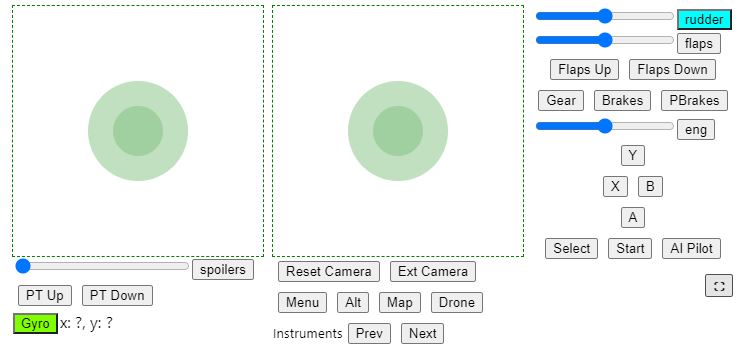 rudder
flaps
Flaps Up Flaps Down
Gear Brakes PBrakes
eng
Y
X B
A
Select Start AI Pilot
spoilers
PT Up PT Down
Gyro x: ?, y: ?
Reset Camera Ext Camera
Menu Alt Map Drone
Instruments Prev Next